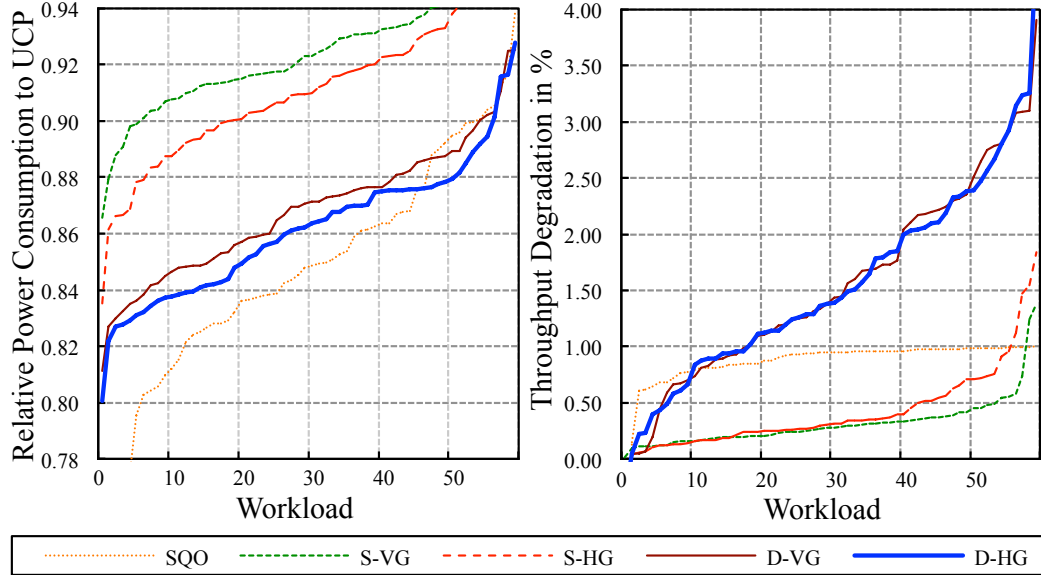 Relative Power Consumption to UCP
0.94
0.92
0.90
0.88
0.86
0.84
0.82
0.80
0.78
0 10 20 30 40 50
Workload
Throughput Degradation in %
4.00
3.50
3.00
2.50
2.00
1.50
1.00
0.50
0.00
0 10 20 30 40 50
Workload
SQO S-VG S-HG D-VG D-HG